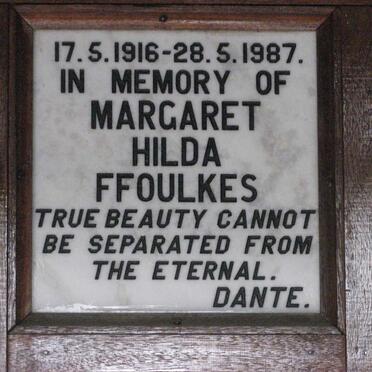 17.5.1916-28.5.1987.
IN MEMORY OF
MARGARET
HILDA
FFOULKES
TRUE BEAUTY CANNOT
BE SEPARATED FROM
THE ETERNAL.
DANTE.